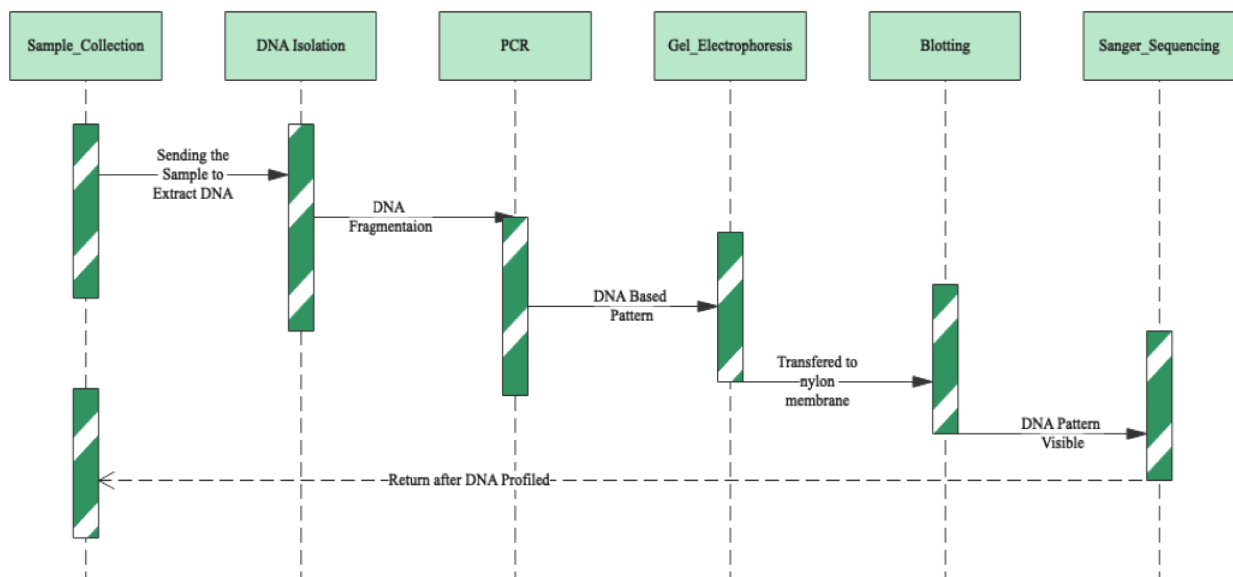 Sample_Collection
DNA Isolation
PCR
Gel_Electrophoresis
Blotting
Sanger_Sequencing
Sending the
Sample to
Extract DNA
DNA
Fragmentaion
DNA Based
Pattern
Transfered to
nylon
membrane
DNA Pattern
Visible
Return after DNA Profiled